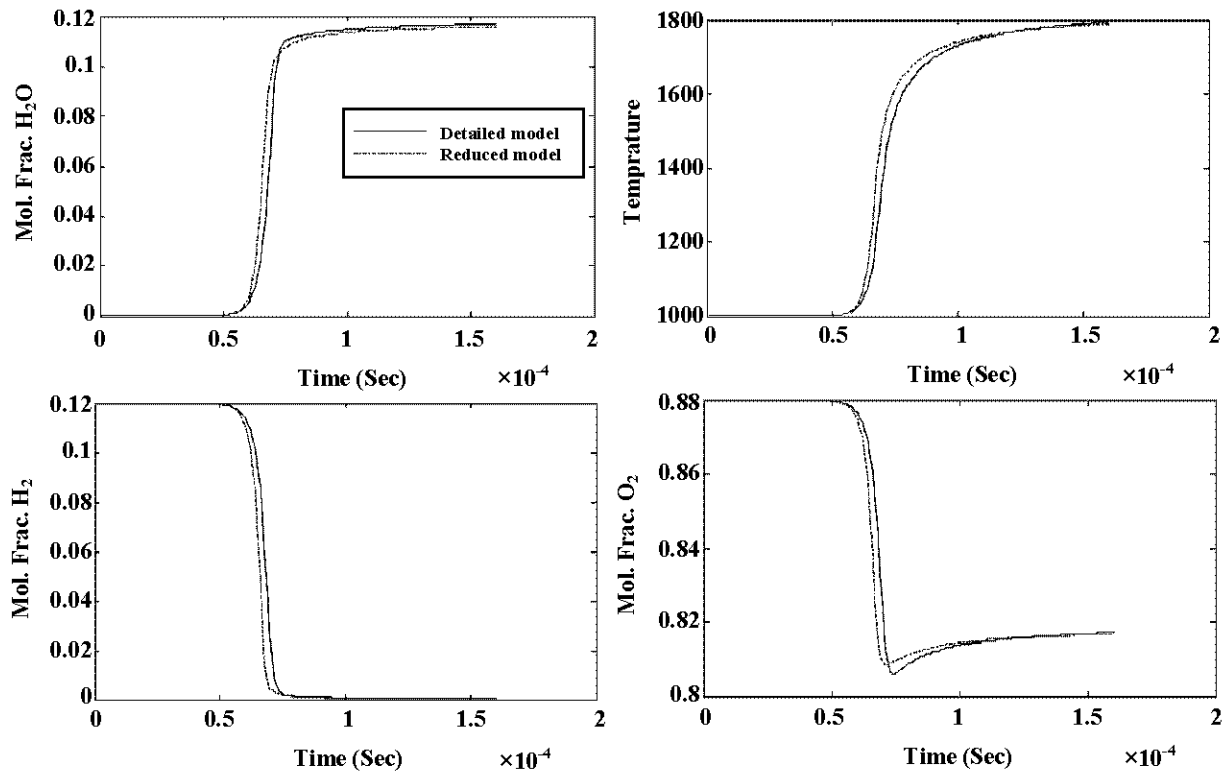 0.12
0.1
0.08
0.06
0.04
0.02
0
Mol. Frac. H₂O
Detailed model
Reduced model
0 0.5 1 1.5 2
Time (Sec) ×10⁻⁴
1800
1600
1400
1200
1000
Temprature
0 0.5 1 1.5 2
Time (Sec) ×10⁻⁴
0.12
0.1
0.08
0.06
0.04
0.02
0
Mol. Frac. H₂
0 0.5 1 1.5 2
Time (Sec) ×10⁻⁴
0.88
0.86
0.84
0.82
0.8
Mol. Frac. O₂
0 0.5 1 1.5 2
Time (Sec) ×10⁻⁴